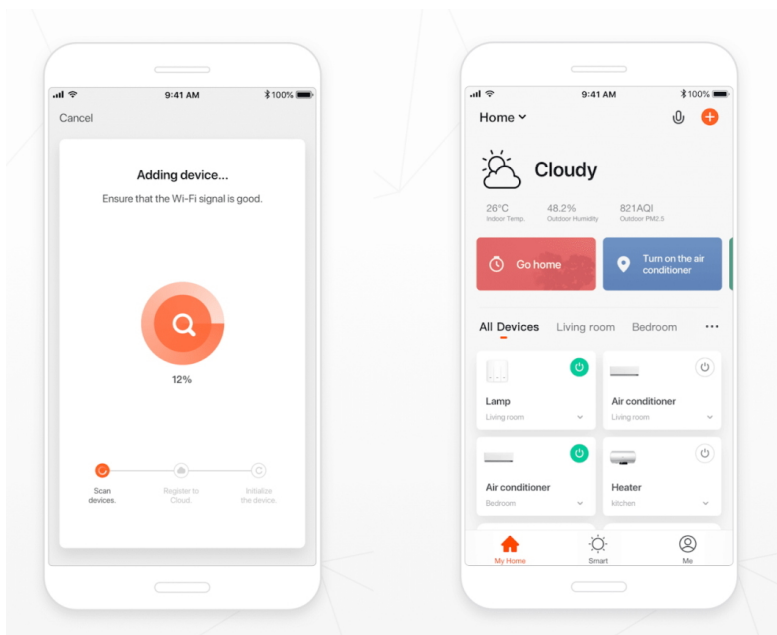 9:41 AM
100%
Cancel
Adding device...
Ensure that the Wi-Fi signal is good.
12%
Scan
devices.
Register to
Cloud.
Initialize
the device.
9:41 AM
100%
Home
Cloudy
26°C
Indoor Temp.
48.2%
Outdoor Humidity
821AQI
Outdoor PM2.5
Go home
Turn on the air
conditioner
All Devices
Living room
Bedroom
Lamp
Living room
Air conditioner
Living room
Air conditioner
Bedroom
Heater
kitchen
My Home
Smart
Me